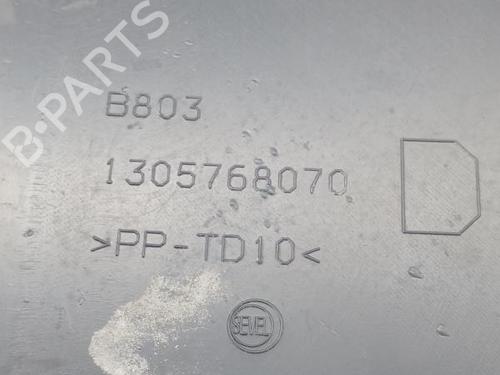 B-PARTS
B803
1305768070
>PP-TD10<
SEVEL